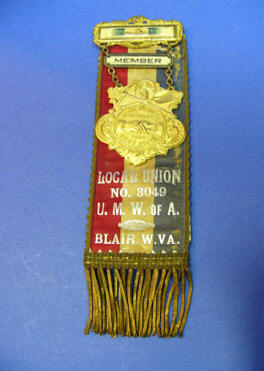 MEMBER
LOCAL UNION
NO. 3049
U. M. W. OF A.
BLAIR, W. VA.